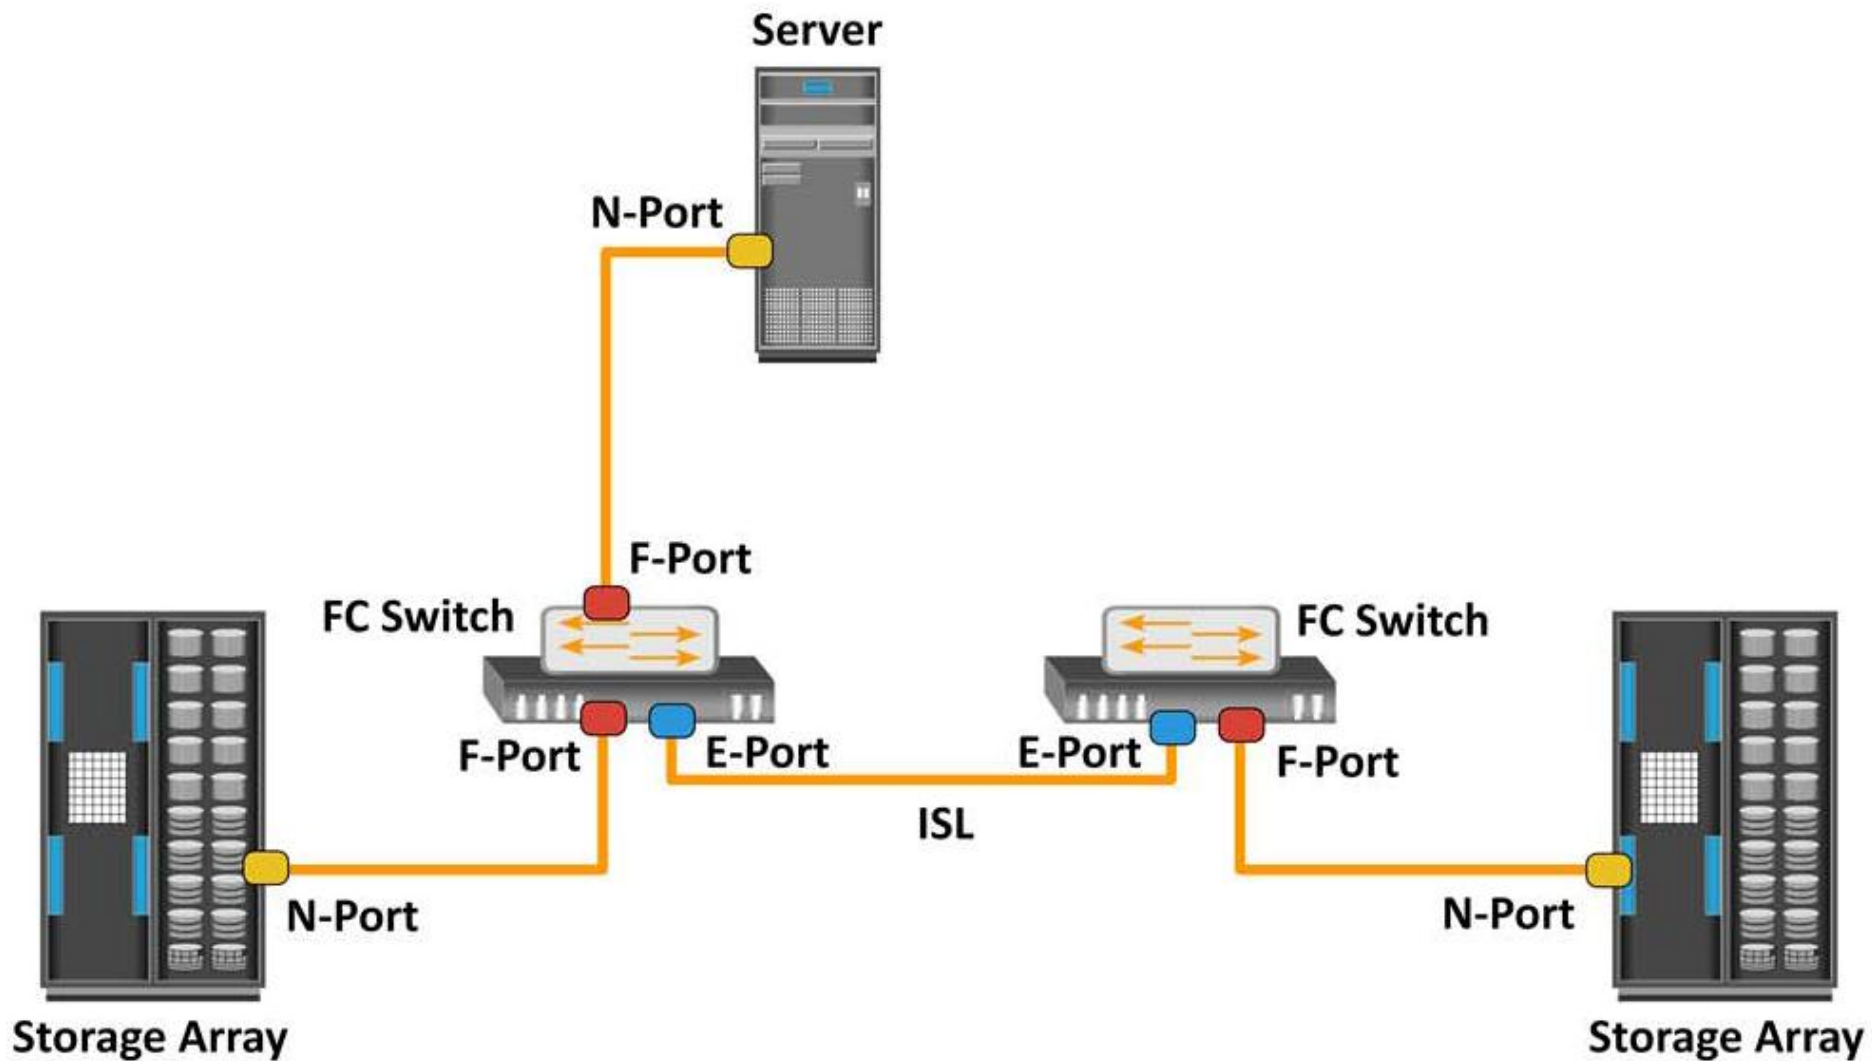 Server
N-Port
F-Port
FC Switch
FC Switch
F-Port
E-Port
E-Port
F-Port
ISL
N-Port
N-Port
Storage Array
Storage Array